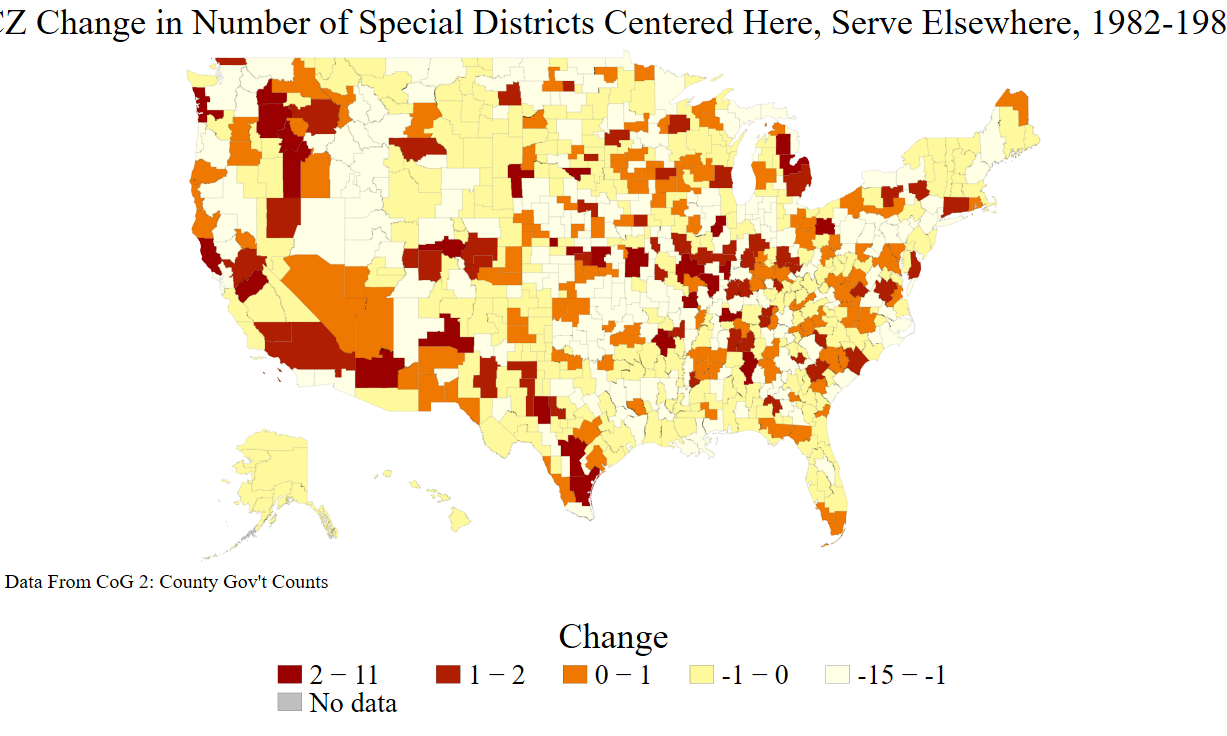 CZ Change in Number of Special Districts Centered Here, Serve Elsewhere, 1982-198
Data From CoG 2: County Gov't Counts
Change
2 – 11
1 – 2
0 – 1
-1 – 0
-15 – -1
No data